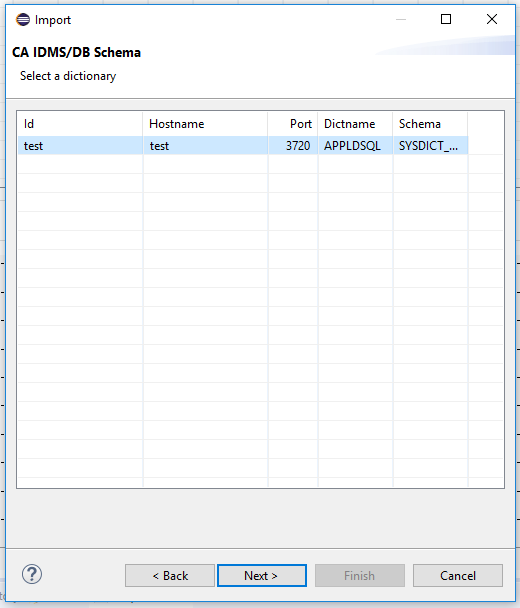 Import
CA IDMS/DB Schema
Select a dictionary
Id Hostname Port Dictname Schema
test test 3720 APPLDSQL SYSDICT_...
? < Back Next > Finish Cancel